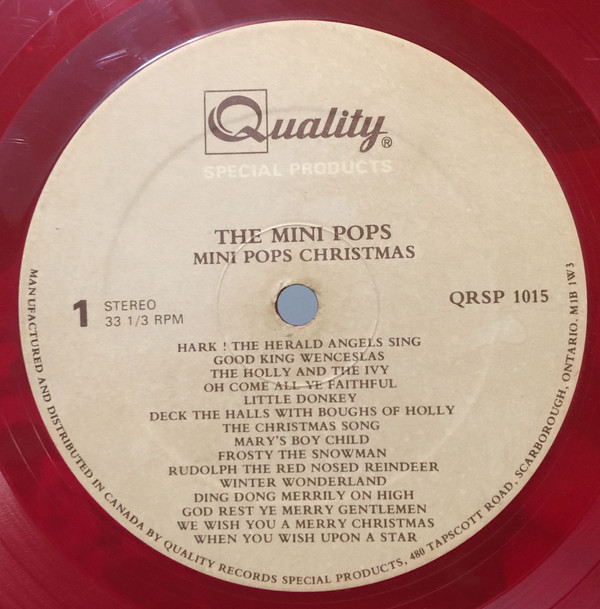 Quality®
SPECIAL PRODUCTS
THE MINI POPS
MINI POPS CHRISTMAS
1
STEREO
33 1/3 RPM
QRSP 1015
HARK ! THE HERALD ANGELS SING
GOOD KING WENCESLAS
THE HOLLY AND THE IVY
OH COME ALL YE FAITHFUL
LITTLE DONKEY
DECK THE HALLS WITH BOUGHS OF HOLLY
THE CHRISTMAS SONG
MARY'S BOY CHILD
FROSTY THE SNOWMAN
RUDOLPH THE RED NOSED REINDEER
WINTER WONDERLAND
DING DONG MERRILY ON HIGH
GOD REST YE MERRY GENTLEMEN
WE WISH YOU A MERRY CHRISTMAS
WHEN YOU WISH UPON A STAR
MANUFACTURED AND DISTRIBUTED IN CANADA BY QUALITY RECORDS SPECIAL PRODUCTS, 480 TAPSCOTT ROAD, SCARBOROUGH, ONTARIO. M1B 1W3